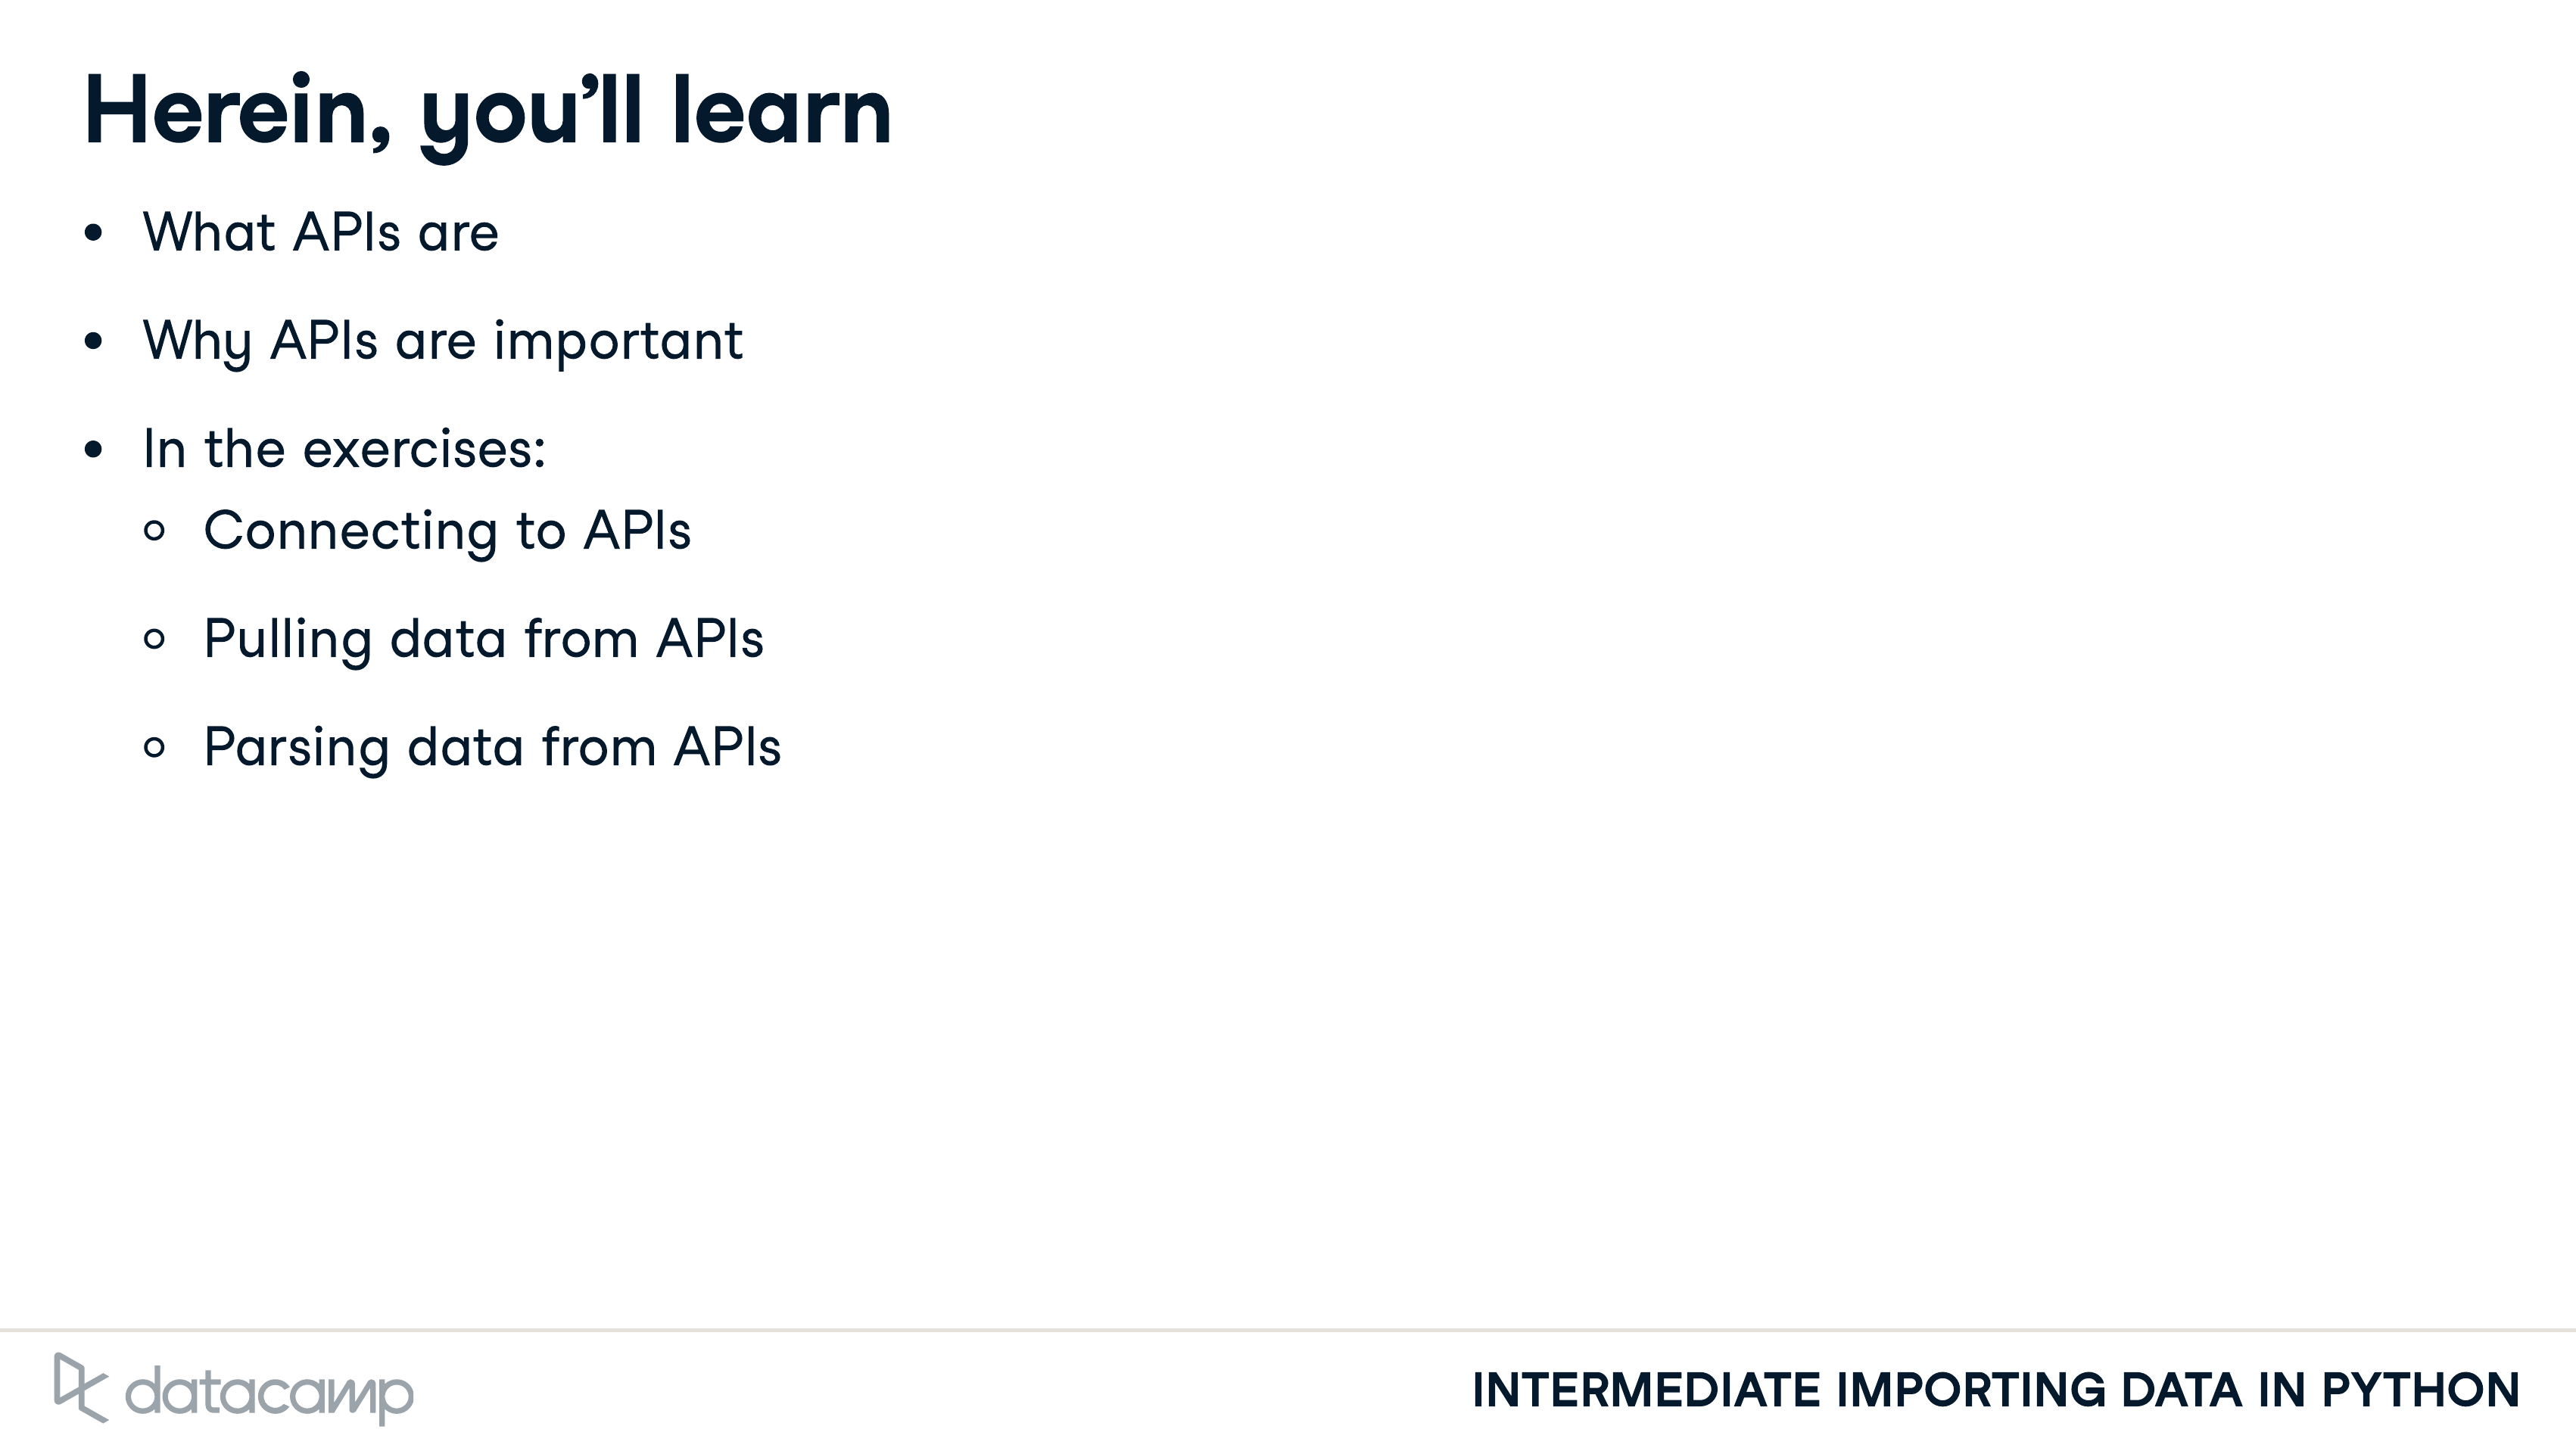 Herein, you’ll learn
• What APIs are
• Why APIs are important
• In the exercises:
○ Connecting to APIs
○ Pulling data from APIs
○ Parsing data from APIs
datacamp
INTERMEDIATE IMPORTING DATA IN PYTHON